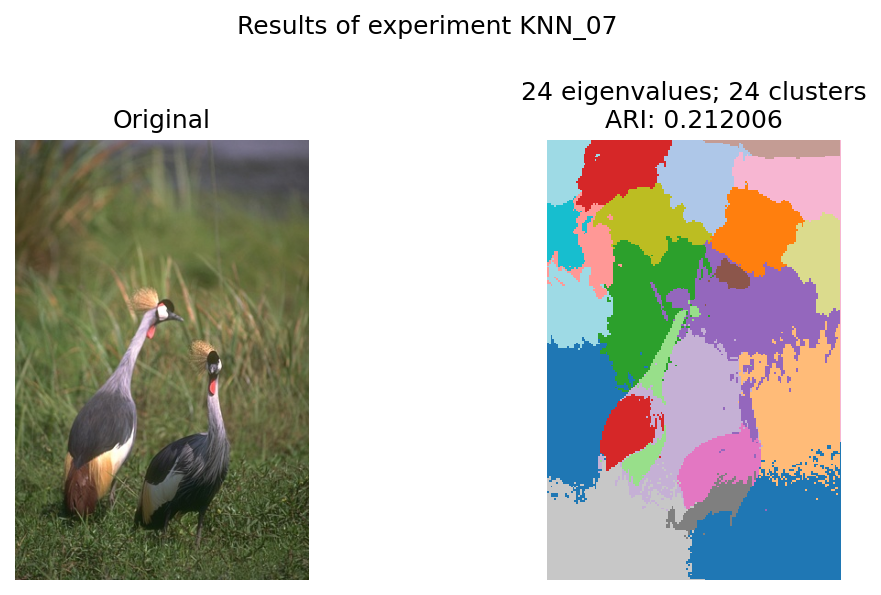 Results of experiment KNN_07
Original
24 eigenvalues; 24 clusters
ARI: 0.212006